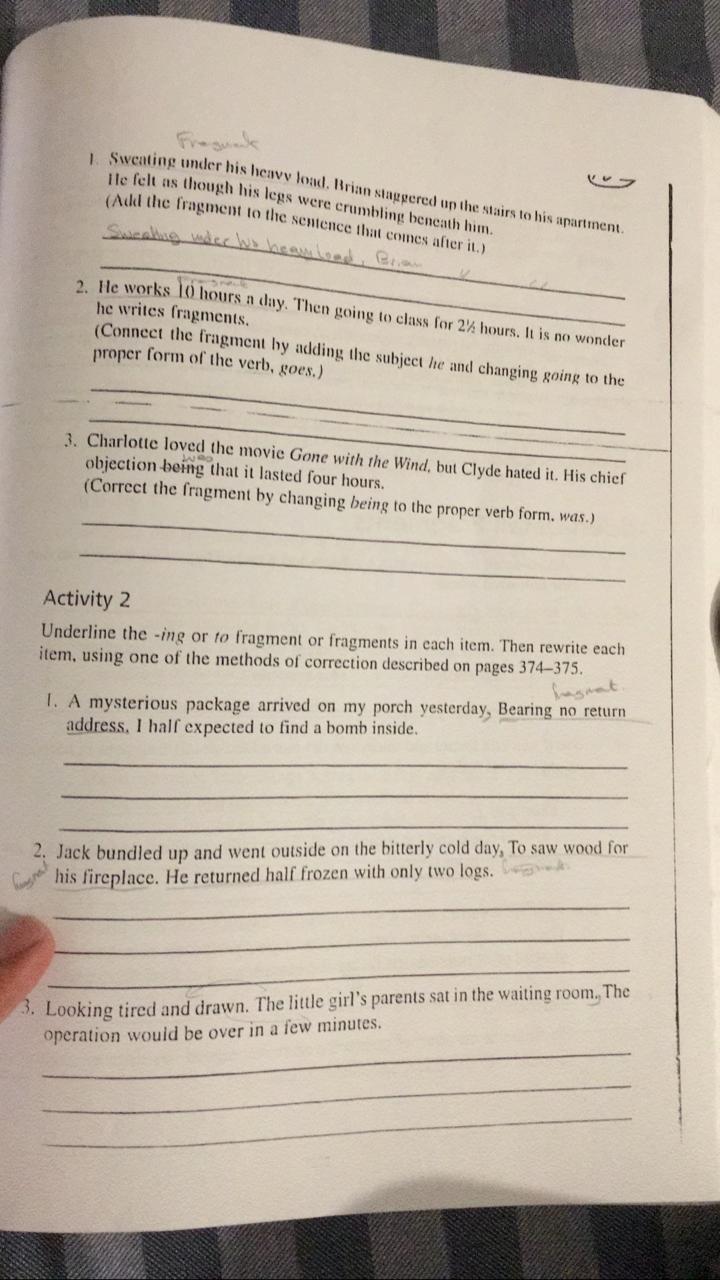 Fragment
1. Sweating under his heavy load. Brian staggered up the stairs to his apartment.
He felt as though his legs were crumbling beneath him.
(Add the fragment to the sentence that comes after it.)
Sweating under his heavy load, Brian
Fragment
2. He works 10 hours a day. Then going to class for 2½ hours. It is no wonder
he writes fragments.
(Connect the fragment by adding the subject he and changing going to the
proper form of the verb, goes.)
3. Charlotte loved the movie Gone with the Wind, but Clyde hated it. His chief
was
objection being that it lasted four hours.
(Correct the fragment by changing being to the proper verb form, was.)
Activity 2
Underline the -ing or to fragment or fragments in each item. Then rewrite each
item, using one of the methods of correction described on pages 374–375.
fragment
1. A mysterious package arrived on my porch yesterday, Bearing no return
address. I half expected to find a bomb inside.
2. Jack bundled up and went outside on the bitterly cold day, To saw wood for
his fireplace. He returned half frozen with only two logs.
3. Looking tired and drawn. The little girl's parents sat in the waiting room., The
operation would be over in a few minutes.